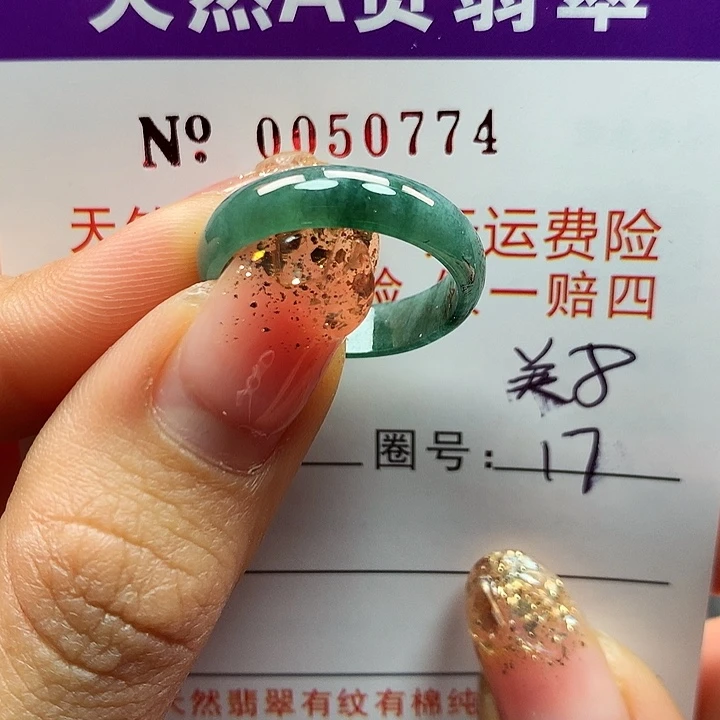 天然A货翡翠
No. 0050774
天 运费险
一赔四
美8
圈号: 17
天然翡翠有纹有棉纯